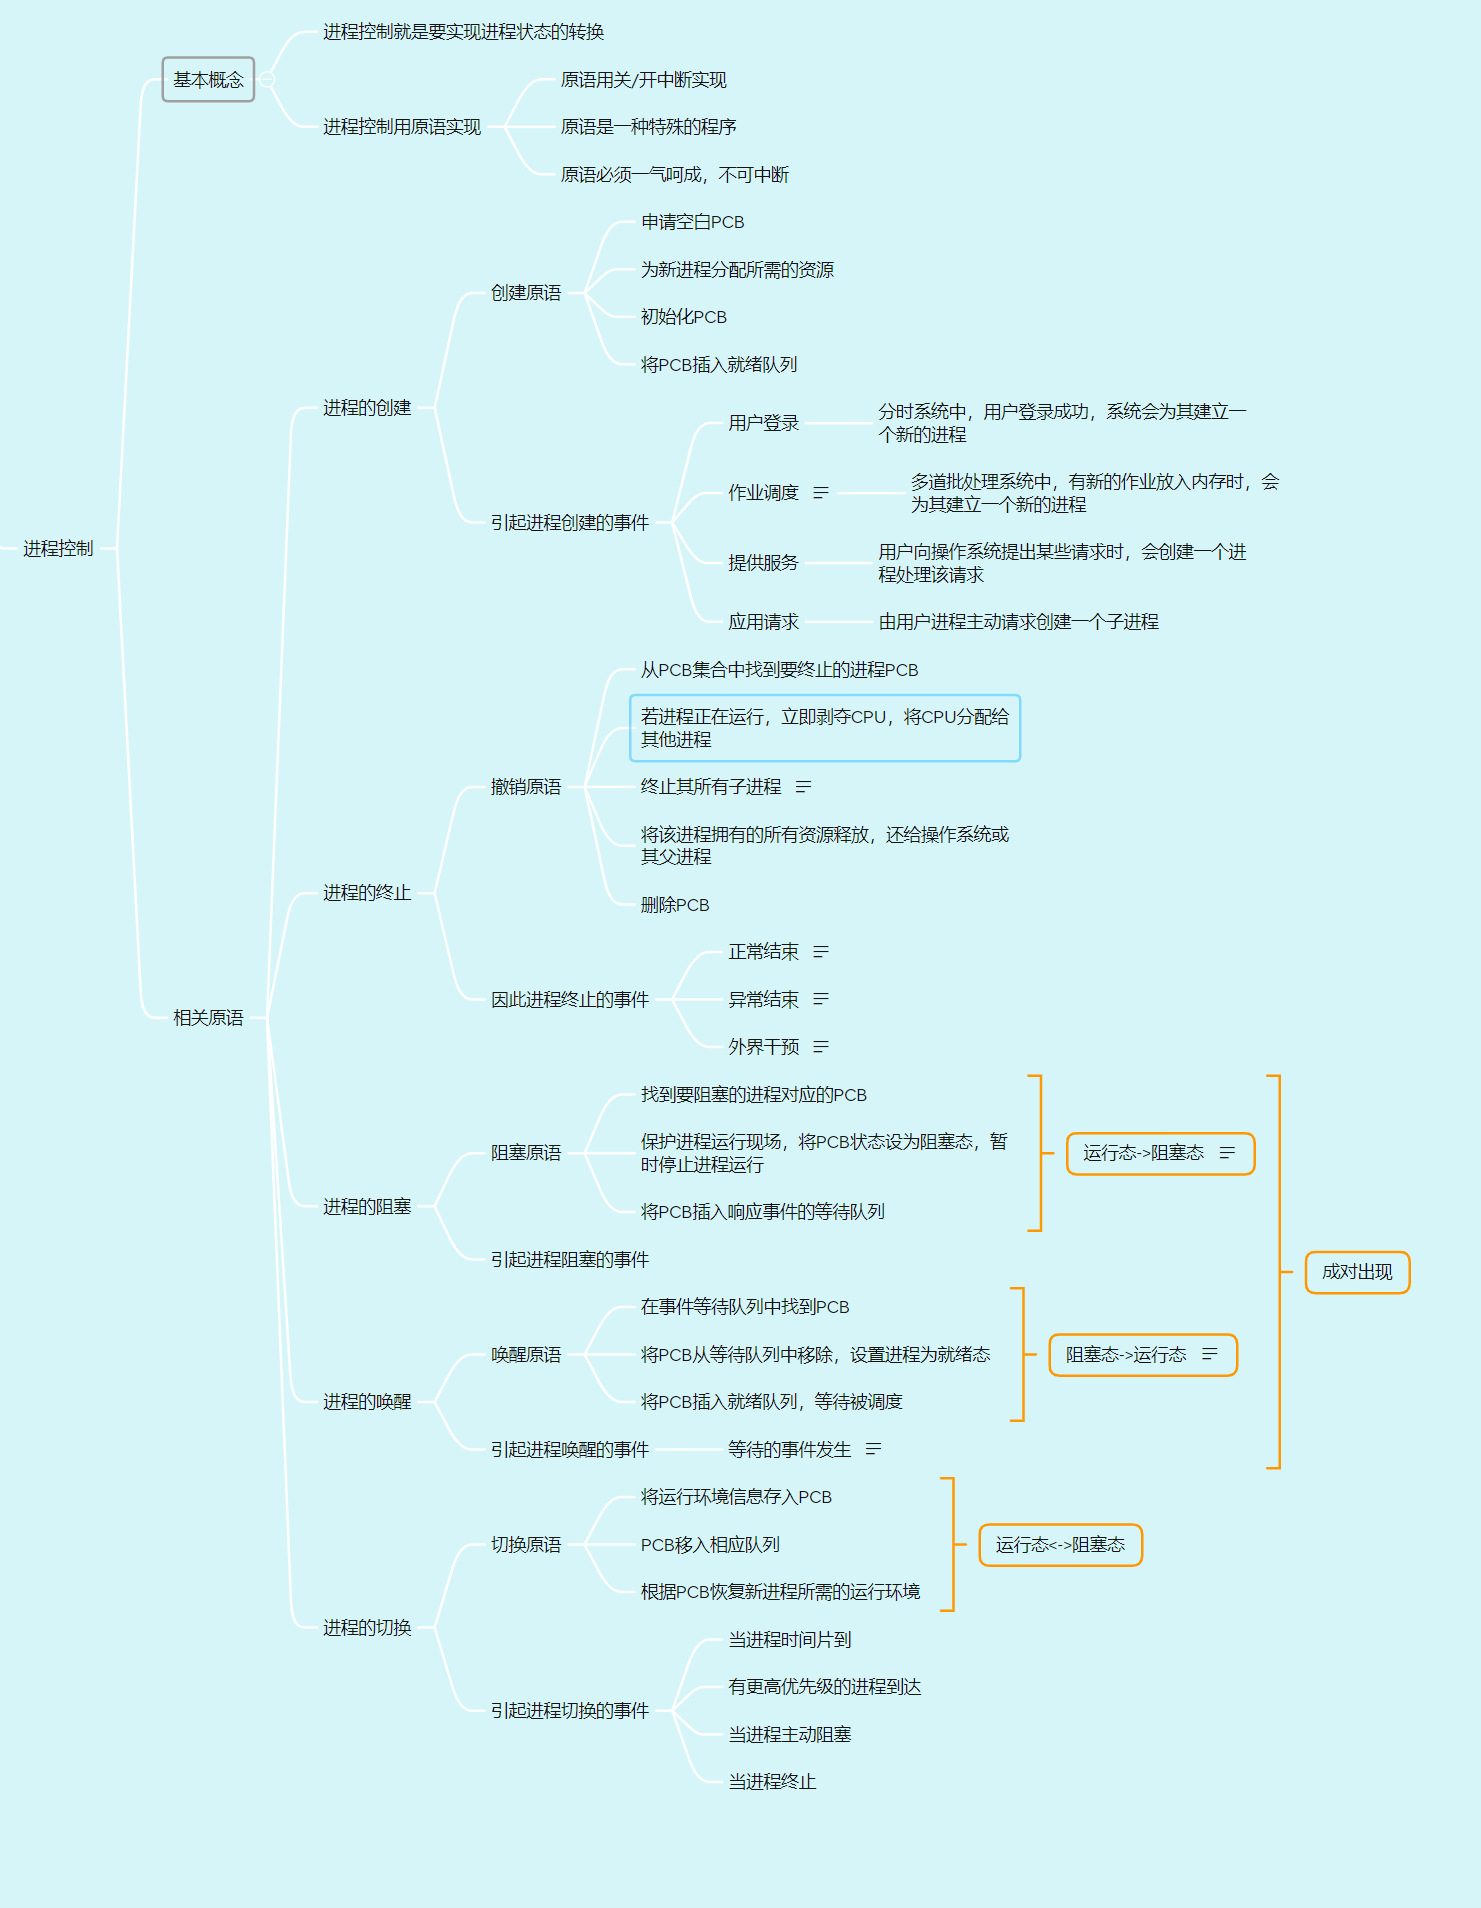 进程控制就是要实现进程状态的转换
基本概念
原语用关/开中断实现
进程控制用原语实现
原语是一种特殊的程序
原语必须一气呵成，不可中断
申请空白PCB
为新进程分配所需的资源
创建原语
初始化PCB
将PCB插入就绪队列
进程的创建
用户登录
分时系统中，用户登录成功，系统会为其建立一
个新的进程
作业调度
多道批处理系统中，有新的作业放入内存时，会
为其建立一个新的进程
引起进程创建的事件
进程控制
提供服务
用户向操作系统提出某些请求时，会创建一个进
程处理该请求
应用请求
由用户进程主动请求创建一个子进程
从PCB集合中找到要终止的进程PCB
若进程正在运行，立即剥夺CPU，将CPU分配给
其他进程
撤销原语
终止其所有子进程
将该进程拥有的所有资源释放，还给操作系统或
其父进程
进程的终止
删除PCB
正常结束
因此进程终止的事件
异常结束
相关原语
外界干预
找到要阻塞的进程对应的PCB
阻塞原语
保护进程运行现场，将PCB状态设为阻塞态，暂
时停止进程运行
运行态->阻塞态
进程的阻塞
将PCB插入响应事件的等待队列
引起进程阻塞的事件
成对出现
在事件等待队列中找到PCB
唤醒原语
将PCB从等待队列中移除，设置进程为就绪态
阻塞态->运行态
进程的唤醒
将PCB插入就绪队列，等待被调度
引起进程唤醒的事件
等待的事件发生
将运行环境信息存入PCB
切换原语
PCB移入相应队列
运行态<->阻塞态
根据PCB恢复新进程所需的运行环境
进程的切换
当进程时间片到
有更高优先级的进程到达
引起进程切换的事件
当进程主动阻塞
当进程终止